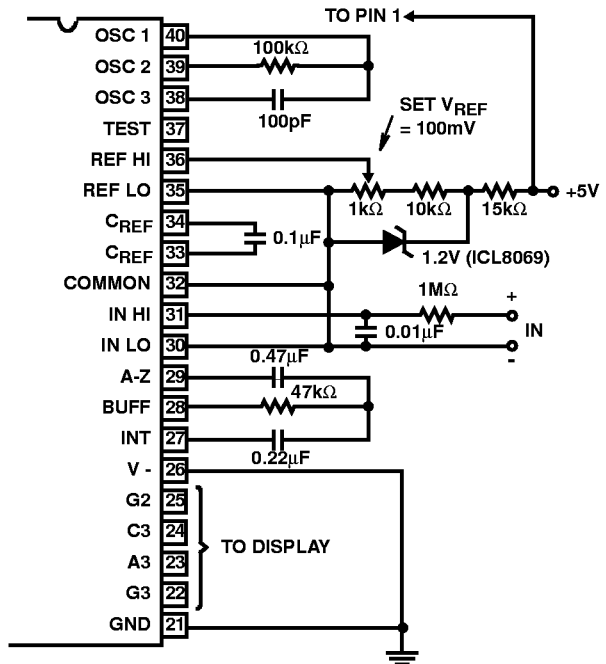 TO PIN 1
OSC 1 40
100kΩ
OSC 2 39
OSC 3 38
100pF
SET VREF
= 100mV
TEST 37
REF HI 36
REF LO 35
1kΩ 10kΩ 15kΩ
+5V
CREF 34
0.1µF
CREF 33
1.2V (ICL8069)
COMMON 32
1MΩ
IN HI 31
+
0.01µF
IN
IN LO 30
-
0.47µF
A-Z 29
47kΩ
BUFF 28
INT 27
0.22µF
V - 26
G2 25
C3 24
TO DISPLAY
A3 23
G3 22
GND 21